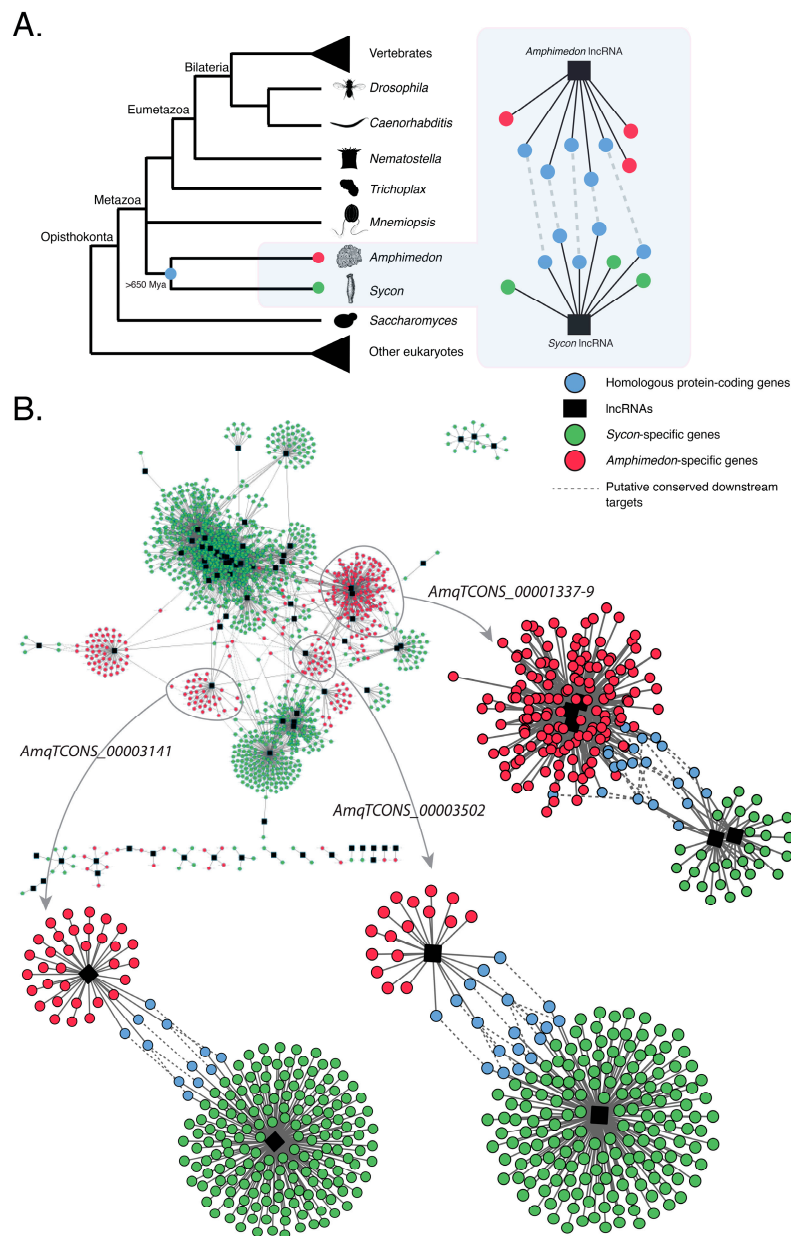 A.
Vertebrates
Bilateria
Drosophila
Caenorhabditis
Eumetazoa
Nematostella
Trichoplax
Metazoa
Mnemiopsis
Opisthokonta
Amphimedon
>650 Mya
Sycon
Saccharomyces
Other eukaryotes
Amphimedon lncRNA
Sycon lncRNA
Homologous protein-coding genes
lncRNAs
Sycon-specific genes
Amphimedon-specific genes
Putative conserved downstream
targets
B.
AmqTCONS_00001337-9
AmqTCONS_00003141
AmqTCONS_00003502